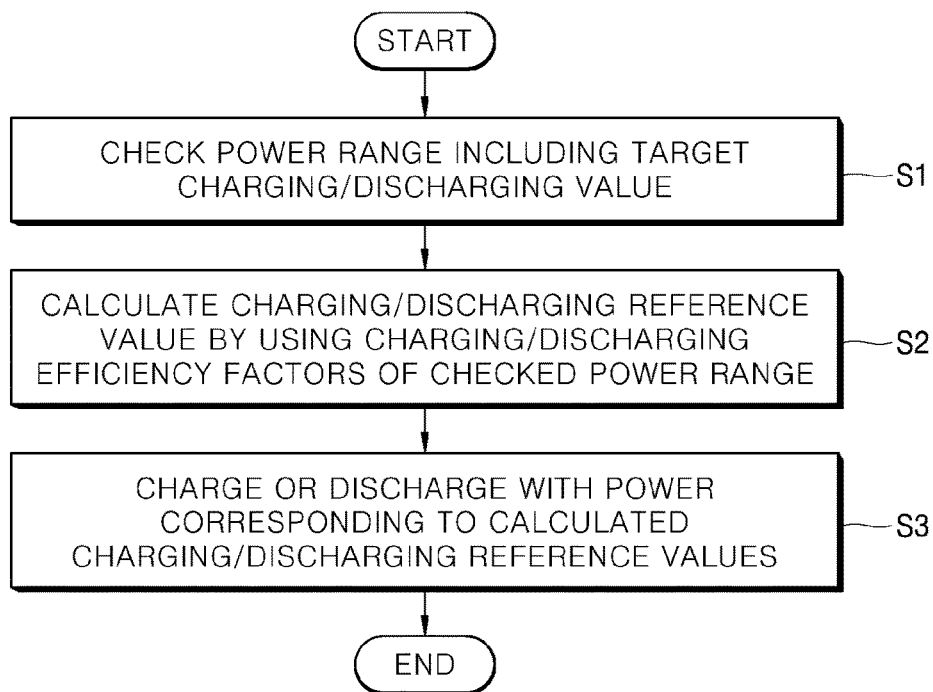 START
CHECK POWER RANGE INCLUDING TARGET
CHARGING/DISCHARGING VALUE
S1
CALCULATE CHARGING/DISCHARGING REFERENCE
VALUE BY USING CHARGING/DISCHARGING
EFFICIENCY FACTORS OF CHECKED POWER RANGE
S2
CHARGE OR DISCHARGE WITH POWER
CORRESPONDING TO CALCULATED
CHARGING/DISCHARGING REFERENCE VALUES
S3
END